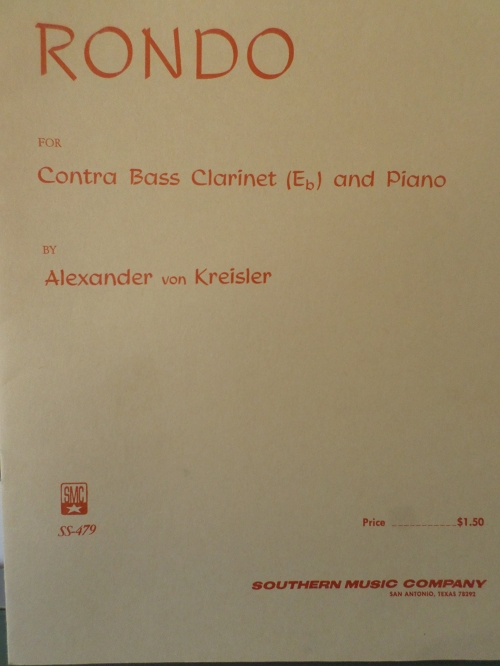 RONDO
FOR
Contra Bass Clarinet (E♭) and Piano
BY
Alexander von Kreisler
SMC
SS-479
Price ______________ $1.50
SOUTHERN MUSIC COMPANY
SAN ANTONIO, TEXAS 78292